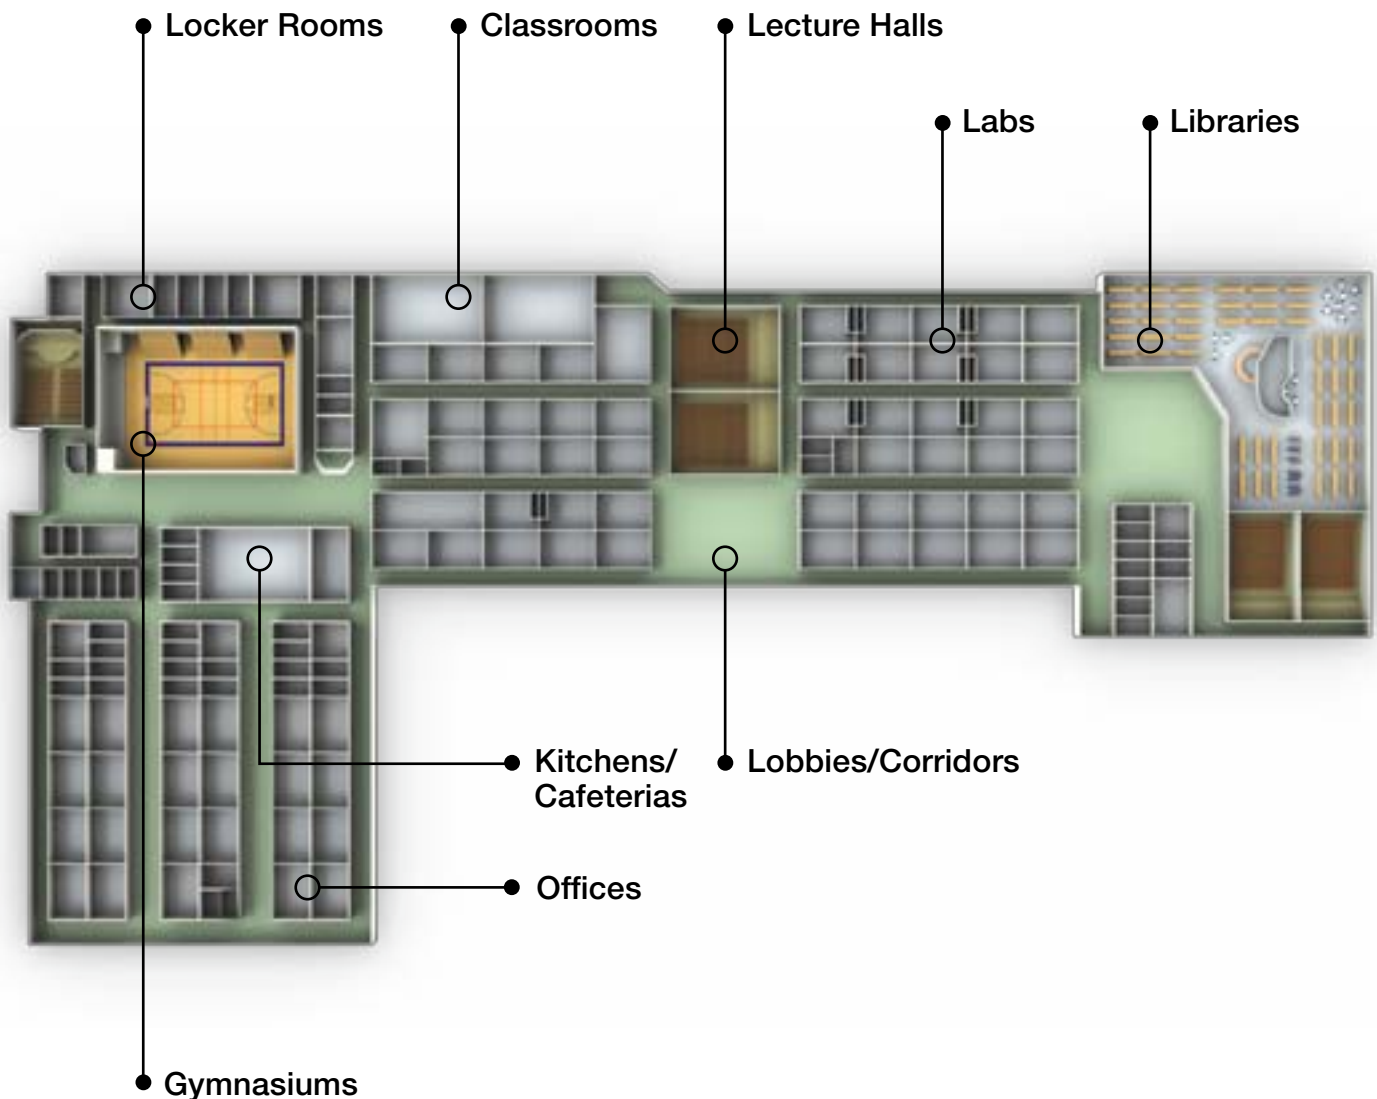 Locker Rooms
Classrooms
Lecture Halls
Labs
Libraries
Kitchens/
Cafeterias
Lobbies/Corridors
Offices
Gymnasiums